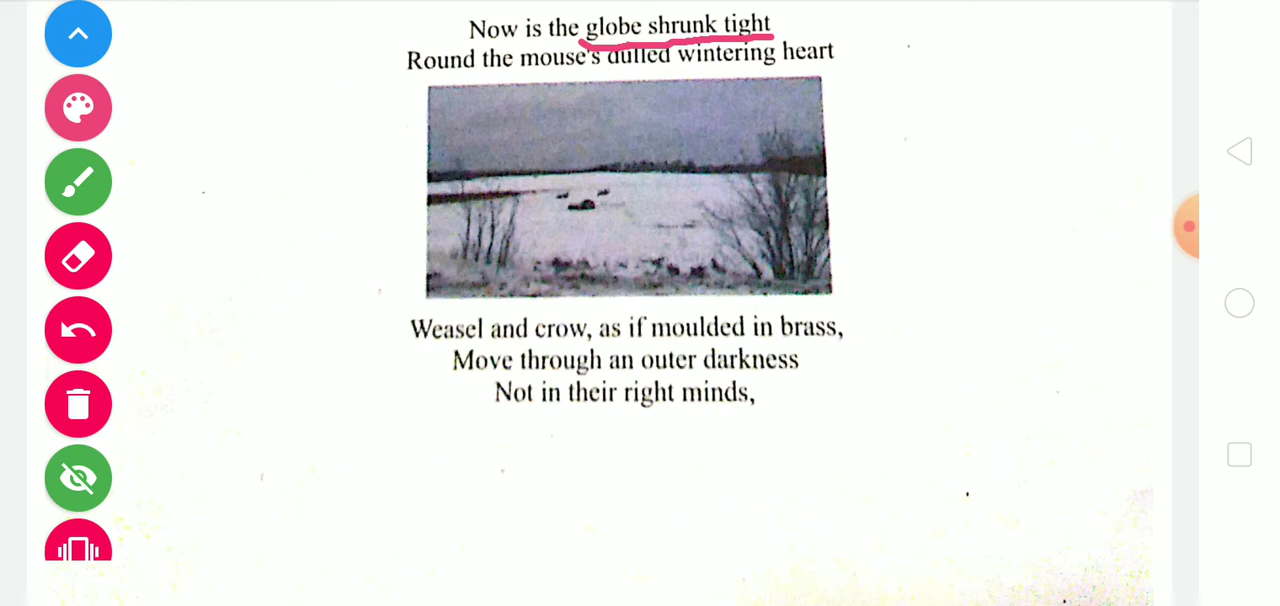 Now is the globe shrunk tight
Round the mouse's dulled wintering heart
Weasel and crow, as if moulded in brass,
Move through an outer darkness
Not in their right minds,